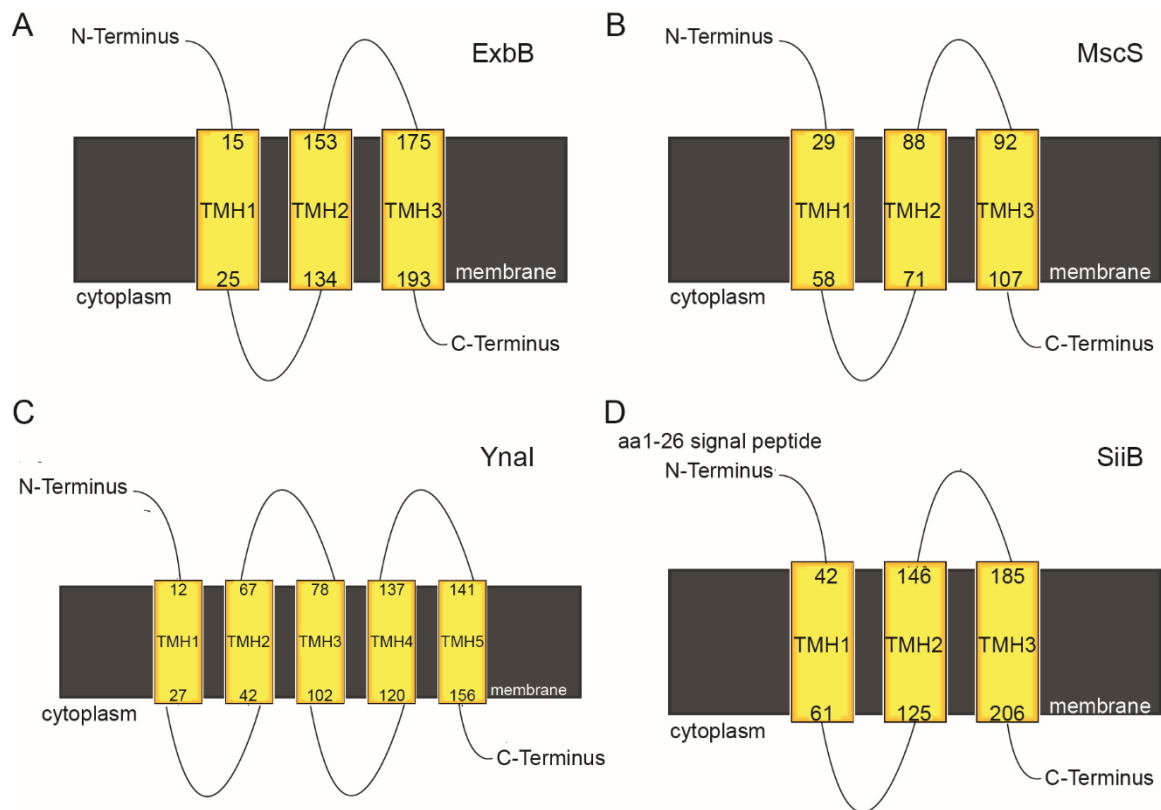 A
N-Terminus
ExbB
15 153 175
TMH1 TMH2 TMH3
25 134 193
membrane
cytoplasm
C-Terminus
B
N-Terminus
MscS
29 88 92
TMH1 TMH2 TMH3
58 71 107
membrane
cytoplasm
C-Terminus
C
YnaI
N-Terminus
12 67 78 137 141
TMH1 TMH2 TMH3 TMH4 TMH5
27 42 102 120 156
membrane
cytoplasm
C-Terminus
D
aa1-26 signal peptide
N-Terminus
SiiB
42 146 185
TMH1 TMH2 TMH3
61 125 206
membrane
cytoplasm
C-Terminus